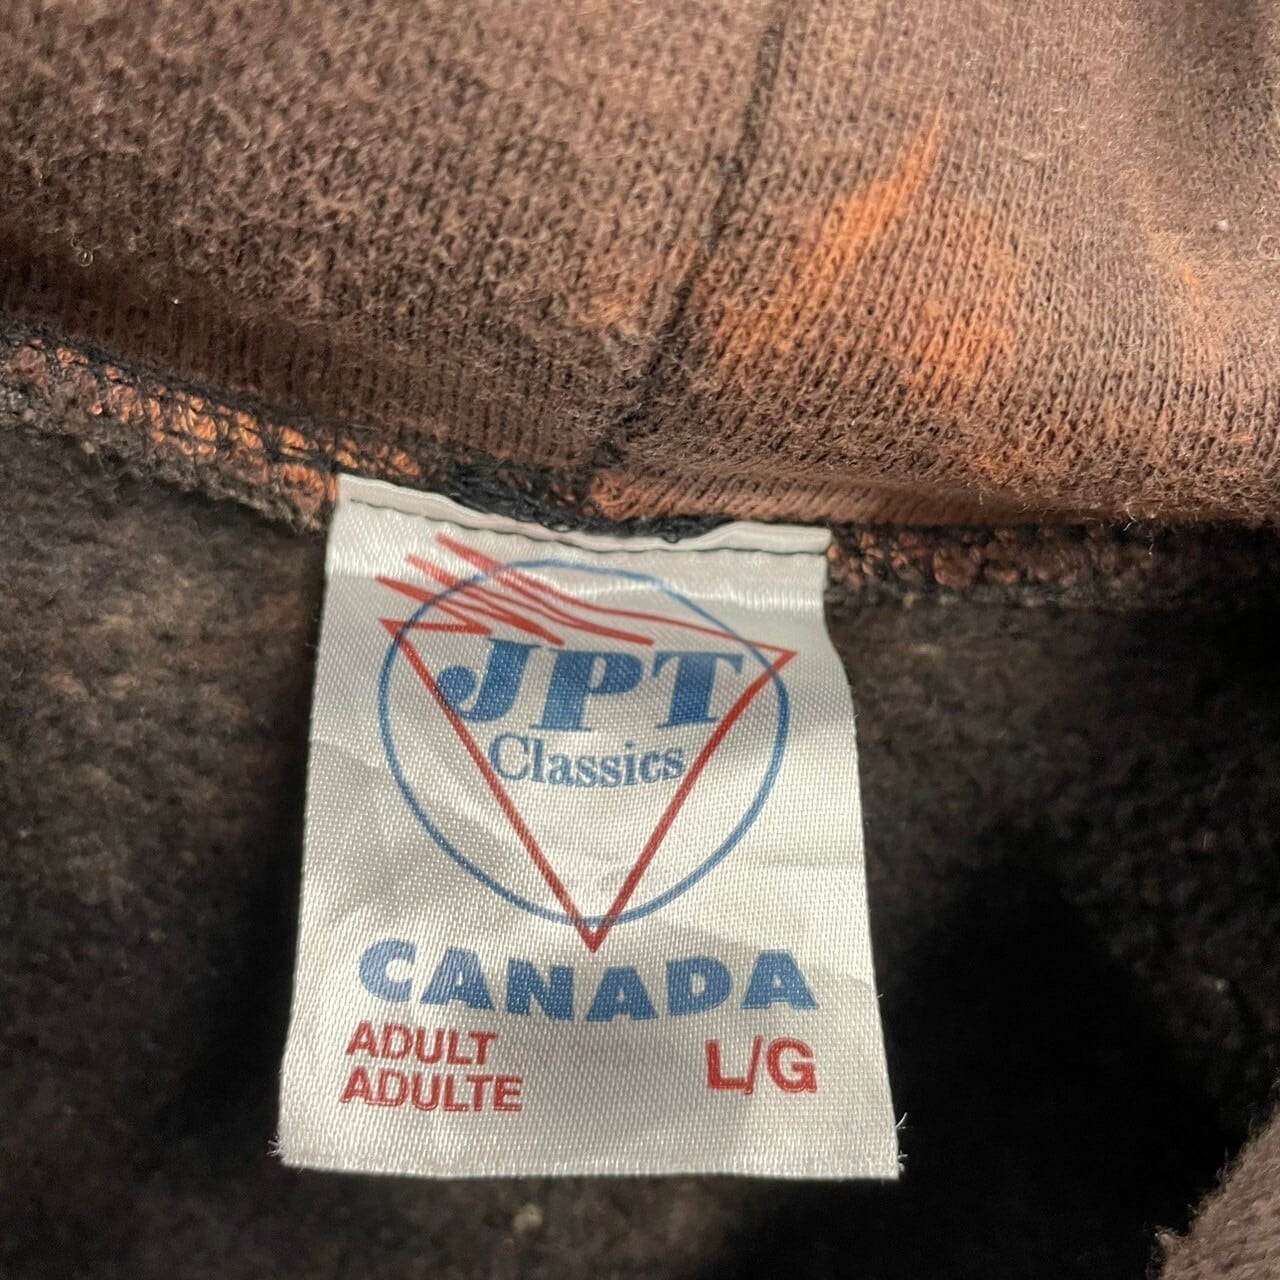 JPT
Classics
CANADA
ADULT
ADULTE
L/G